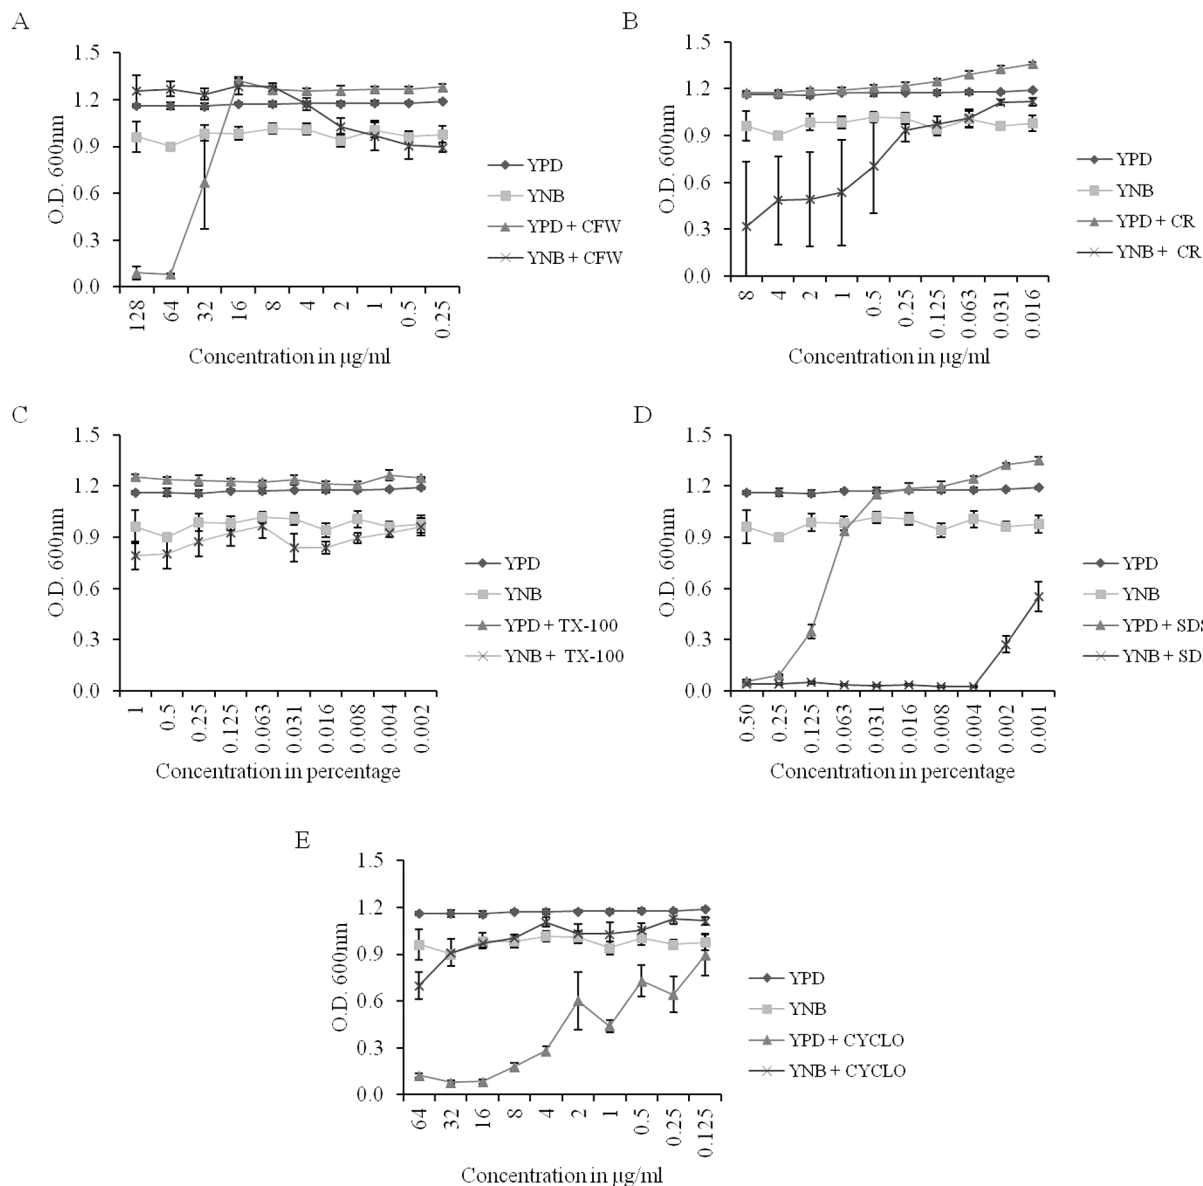 A
1.5
1.2
0.9
0.6
0.3
0.0
O.D. 600nm
128
64
32
16
8
4
2
1
0.5
0.25
Concentration in µg/ml
YPD
YNB
YPD + CFW
YNB + CFW
B
1.5
1.2
0.9
0.6
0.3
0.0
O.D. 600nm
8
4
2
1
0.5
0.25
0.125
0.063
0.031
0.016
Concentration in µg/ml
YPD
YNB
YPD + CR
YNB + CR
C
1.5
1.2
0.9
0.6
0.3
0.0
O.D. 600nm
1
0.5
0.25
0.125
0.063
0.031
0.016
0.008
0.004
0.002
Concentration in percentage
YPD
YNB
YPD + TX-100
YNB + TX-100
D
1.5
1.2
0.9
0.6
0.3
0.0
O.D. 600nm
0.50
0.25
0.125
0.063
0.031
0.016
0.008
0.004
0.002
0.001
Concentration in percentage
YPD
YNB
YPD + SDS
YNB + SD
E
1.5
1.2
0.9
0.6
0.3
0.0
O.D. 600nm
64
32
16
8
4
2
1
0.5
0.25
0.125
Concentration in µg/ml
YPD
YNB
YPD + CYCLO
YNB + CYCLO